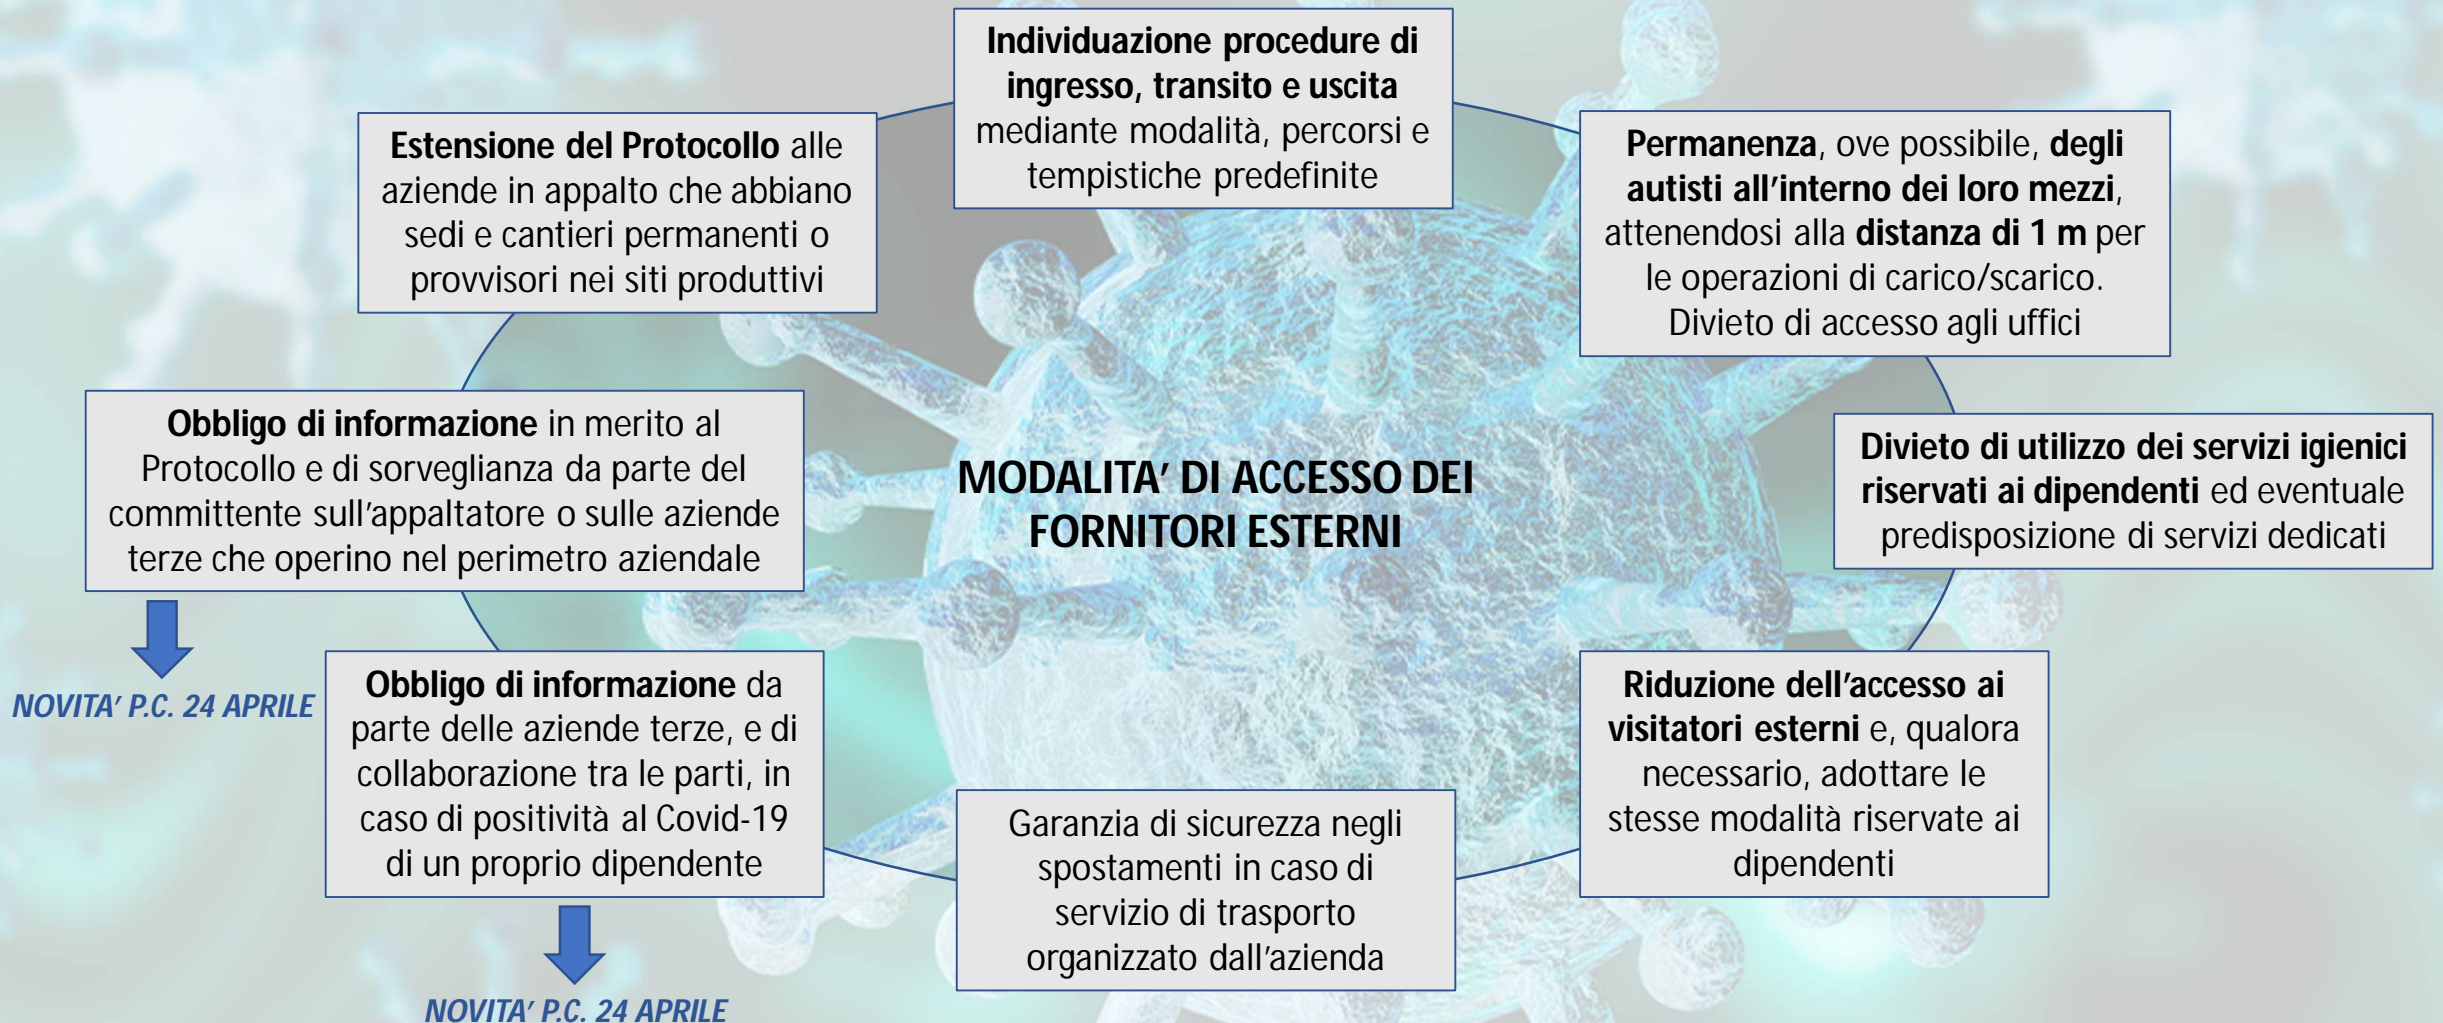 Individuazione procedure di
ingresso, transito e uscita
mediante modalità, percorsi e
tempistiche predefinite
Estensione del Protocollo alle
aziende in appalto che abbiano
sedi e cantieri permanenti o
provvisori nei siti produttivi
Permanenza, ove possibile, degli
autisti all'interno dei loro mezzi,
attenendosi alla distanza di 1 m per
le operazioni di carico/scarico.
Divieto di accesso agli uffici
Obbligo di informazione in merito al
Protocollo e di sorveglianza da parte del
committente sull'appaltatore o sulle aziende
terze che operino nel perimetro aziendale
MODALITA' DI ACCESSO DEI
FORNITORI ESTERNI
Divieto di utilizzo dei servizi igienici
riservati ai dipendenti ed eventuale
predisposizione di servizi dedicati
NOVITA' P.C. 24 APRILE
Obbligo di informazione da
parte delle aziende terze, e di
collaborazione tra le parti, in
caso di positività al Covid-19
di un proprio dipendente
Riduzione dell'accesso ai
visitatori esterni e, qualora
necessario, adottare le
stesse modalità riservate ai
dipendenti
Garanzia di sicurezza negli
spostamenti in caso di
servizio di trasporto
organizzato dall'azienda
NOVITA' P.C. 24 APRILE